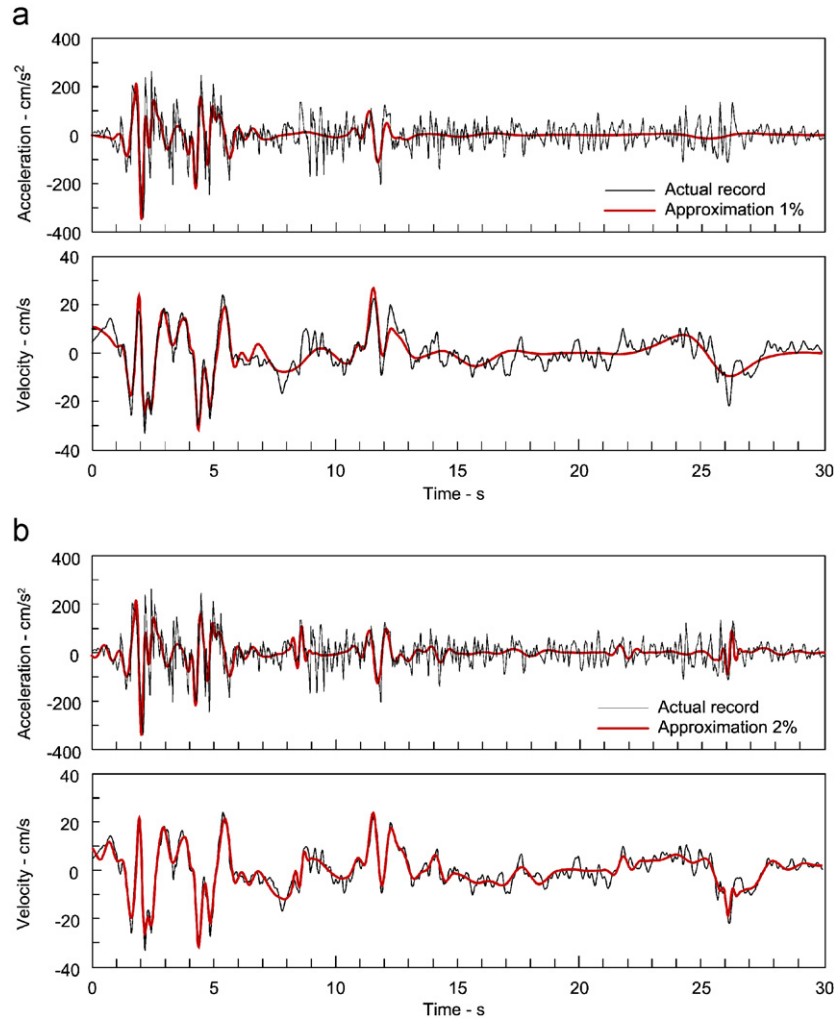 a
400
200
0
-200
-400
Acceleration - cm/s²
Actual record
Approximation 1%
40
20
0
-20
-40
Velocity - cm/s
0 5 10 15 20 25 30
Time - s
b
400
200
0
-200
-400
Acceleration - cm/s²
Actual record
Approximation 2%
40
20
0
-20
-40
Velocity - cm/s
0 5 10 15 20 25 30
Time - s